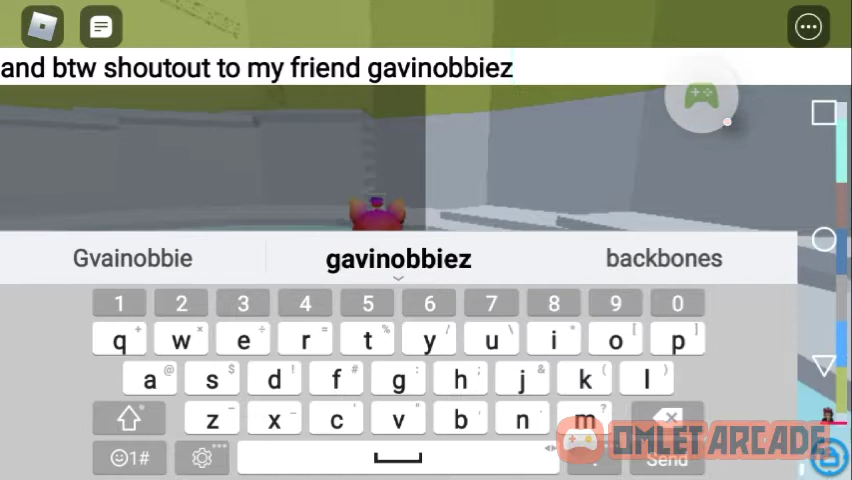 and btw shoutout to my friend gavinobbiez
Gvainobbie gavinobbiez backbones
1 2 3 4 5 6 7 8 9 0
q w e r t y u i o p
a s d f g h j k l
z x c v b n m
OMLET ARCADE
☺1# Send